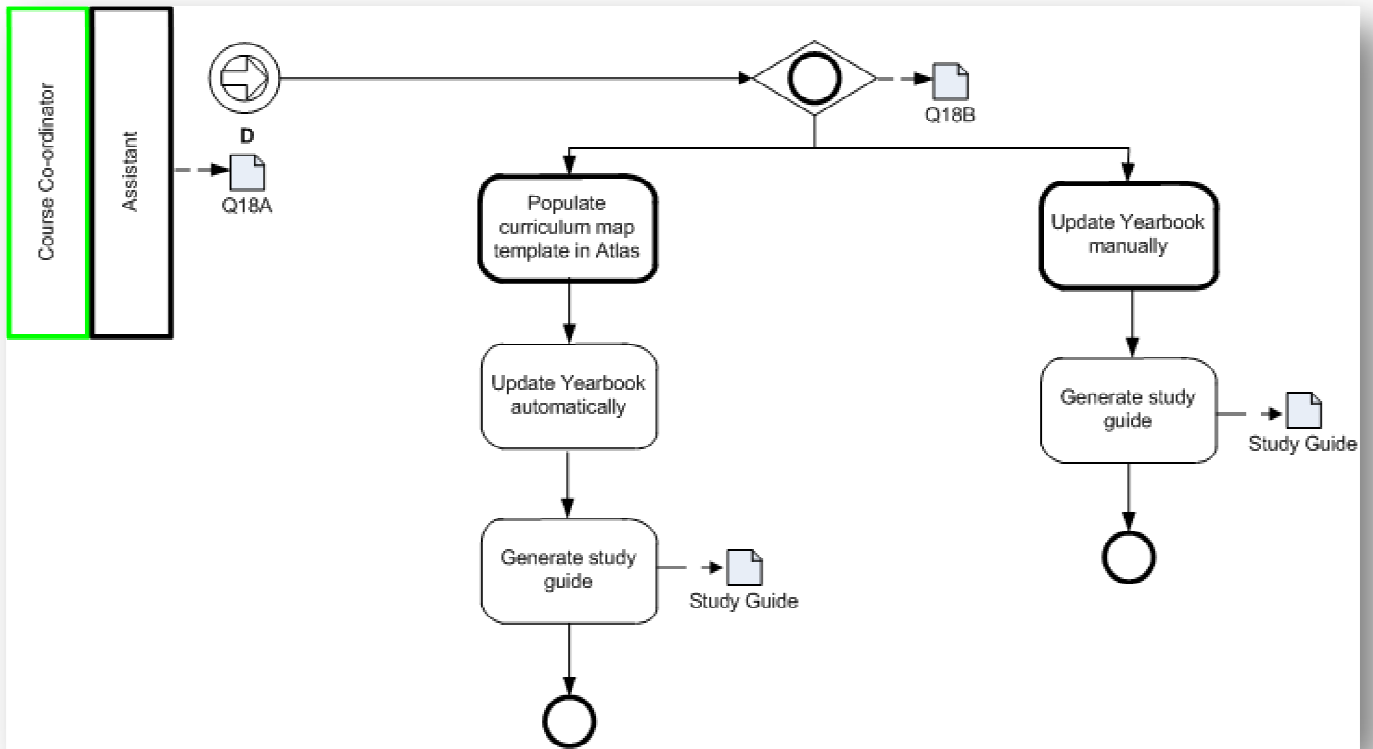 Course Co-ordinator
Assistant
D
Q18A
Q18B
Populate
curriculum map
template in Atlas
Update Yearbook
manually
Update Yearbook
automatically
Generate study
guide
Study Guide
Generate study
guide
Study Guide